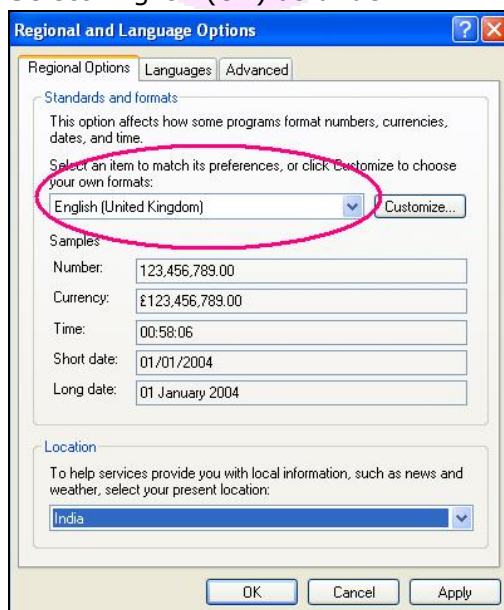 Regional and Language Options
Regional Options Languages Advanced
Standards and formats
This option affects how some programs format numbers, currencies,
dates, and time.
Select an item to match its preferences, or click Customize to choose
your own formats:
English (United Kingdom) Customize...
Samples
Number: 123,456,789.00
Currency: £123,456,789.00
Time: 00:58:06
Short date: 01/01/2004
Long date: 01 January 2004
Location
To help services provide you with local information, such as news and
weather, select your present location:
India
OK Cancel Apply